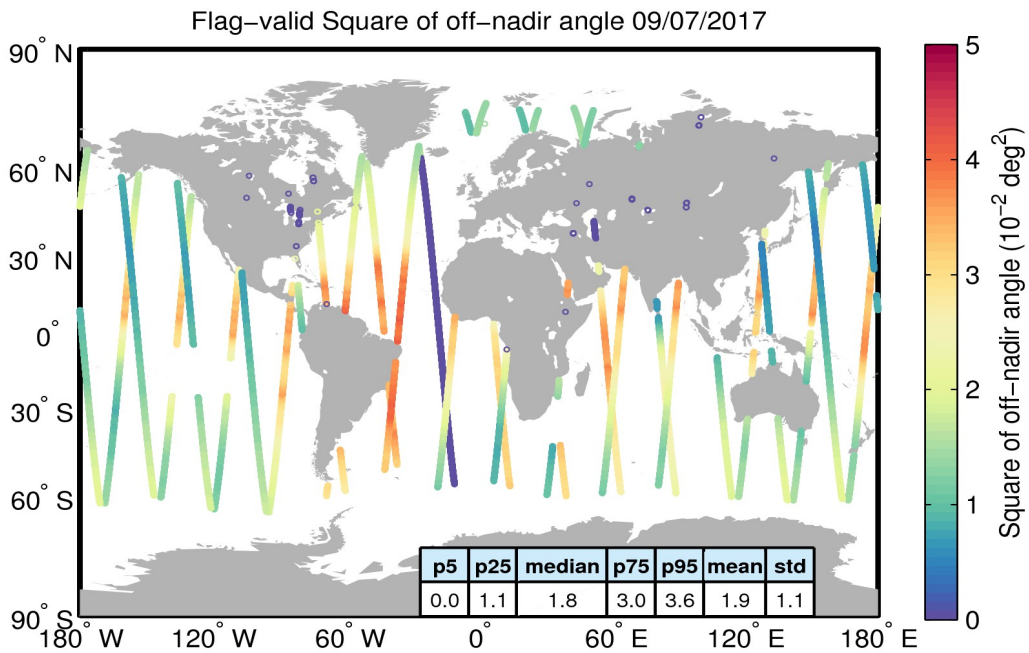 Flag−valid Square of off−nadir angle 09/07/2017
90° N
60° N
30° N
0°
30° S
60° S
90° S
180° W
120° W
60° W
0°
60° E
120° E
180° E
p5 p25 median p75 p95 mean std
0.0 1.1 1.8 3.0 3.6 1.9 1.1
5
4
3
2
1
0
Square of off−nadir angle (10⁻² deg²)